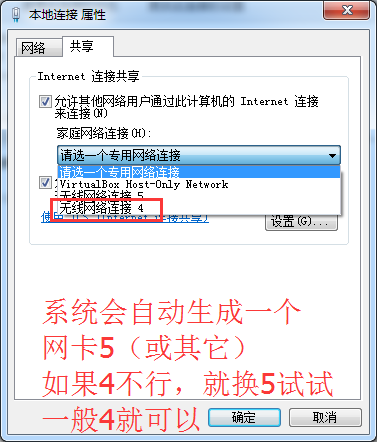 本地连接 属性
网络
共享
Internet 连接共享
允许其他网络用户通过此计算机的 Internet 连接
来连接(N)
家庭网络连接(H):
请选一个专用网络连接
请选一个专用网络连接
VirtualBox Host-Only Network
无线网络连接 5
无线网络连接 4
设置(G)...
系统会自动生成一个
网卡5（或其它）
如果4不行，就换5试试
一般4就可以
确定
取消